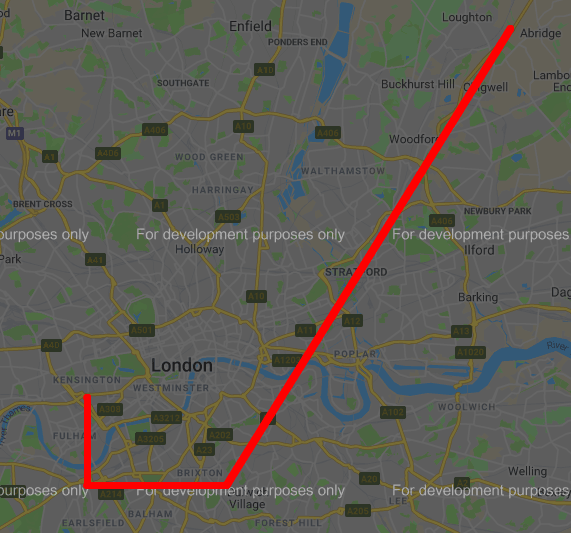 Barnet
Loughton
New Barnet
Enfield
Abridge
PONDERS END
A10
SOUTHGATE
Buckhurst Hill
Lambo
End
are
M1
A406
A10
A406
Woodford
A1
A406
WOOD GREEN
WALTHAMSTOW
HARRINGAY
BRENT CROSS
A1
A503
A406
NEWBURY PARK
purposes only
For development purposes only
For development purposes only
Holloway
Ilford
Park
A41
STRATFORD
A10
Barking
Dag
A501
A11
A12
A13
A40
London
POPLAR
A1020
River
KENSINGTON
WESTMINSTER
A3212
A102
WOOLWICH
FULHAM
A3205
A202
A23
BRIXTON
Welling
A20
A2
purposes only
For development purposes only
For development purposes only
A214
Village
LEE
BALHAM
A205
EARLSFIELD
FOREST HILL